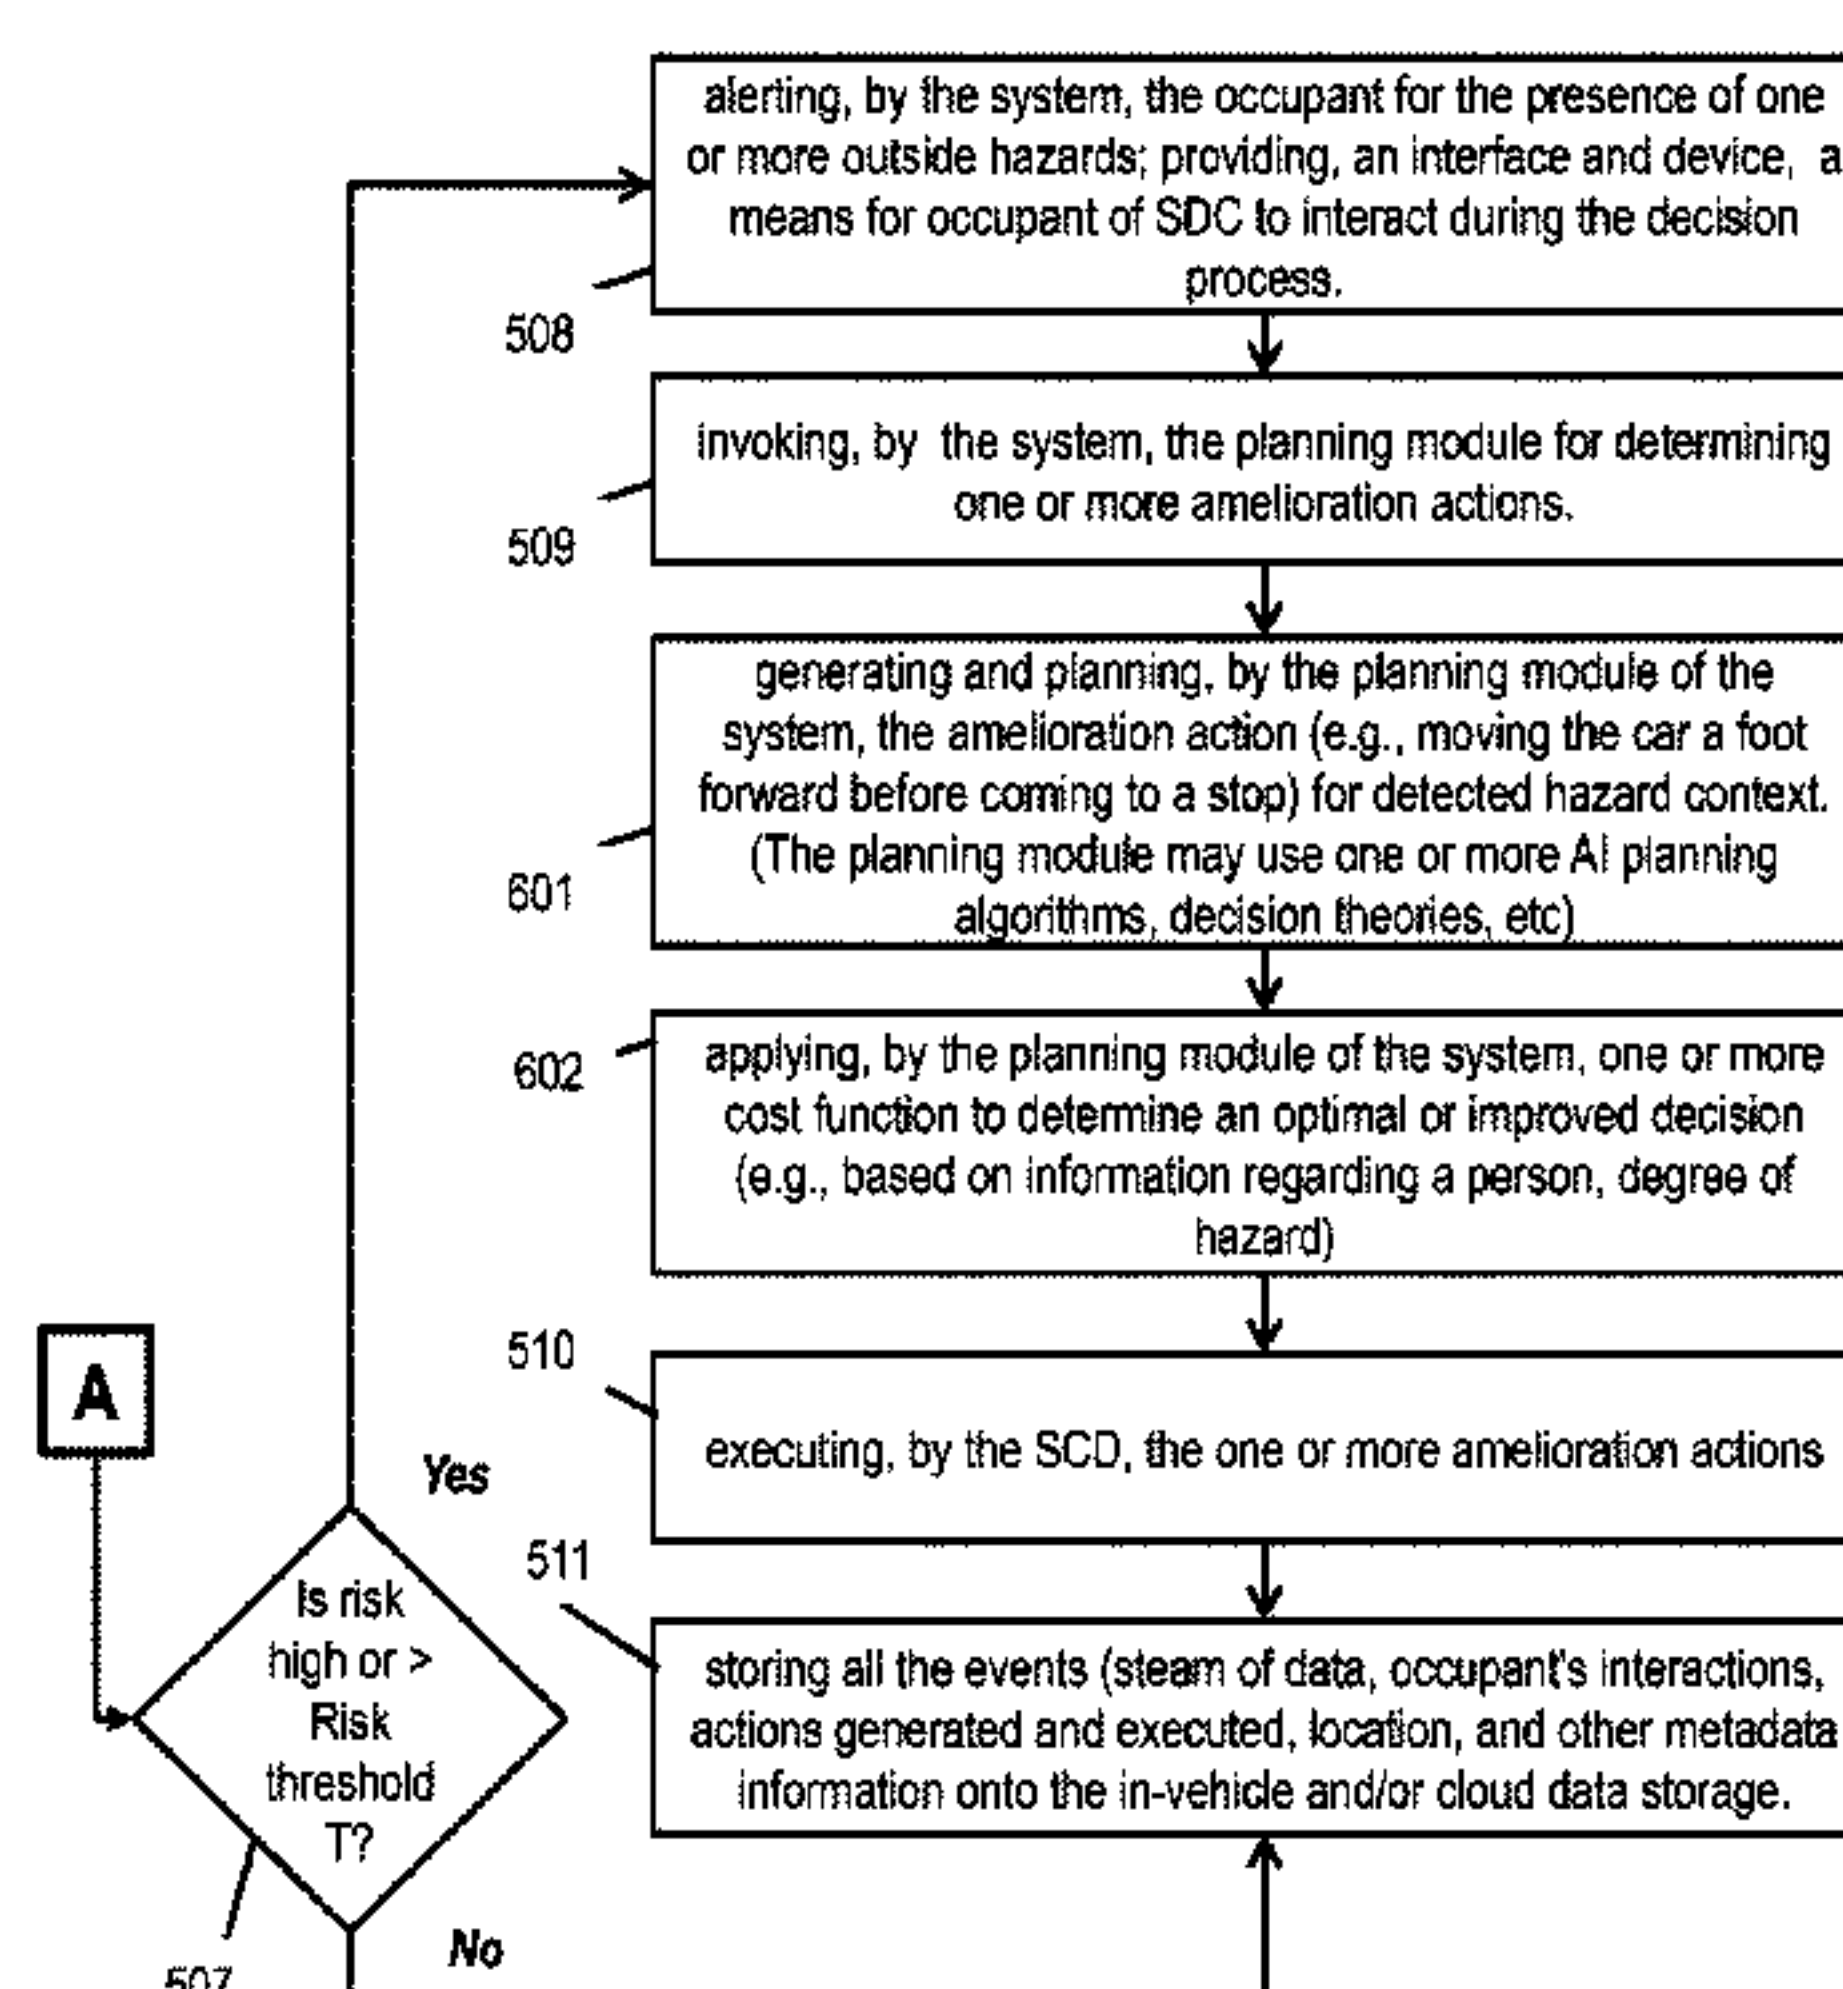 alerting, by the system, the occupant for the presence of one
or more outside hazards; providing, an interface and device, a
means for occupant of SDC to interact during the decision
process.
508
invoking, by the system, the planning module for determining
one or more amelioration actions.
509
generating and planning, by the planning module of the
system, the amelioration action (e.g., moving the car a foot
forward before coming to a stop) for detected hazard context.
(The planning module may use one or more AI planning
algorithms, decision theories, etc)
601
602
applying, by the planning module of the system, one or more
cost function to determine an optimal or improved decision
(e.g., based on information regarding a person, degree of
hazard)
510
executing, by the SCD, the one or more amelioration actions
511
storing all the events (steam of data, occupant's interactions,
actions generated and executed, location, and other metadata
information onto the in-vehicle and/or cloud data storage.
A
Yes
Is risk
high or >
Risk
threshold
T?
No
507